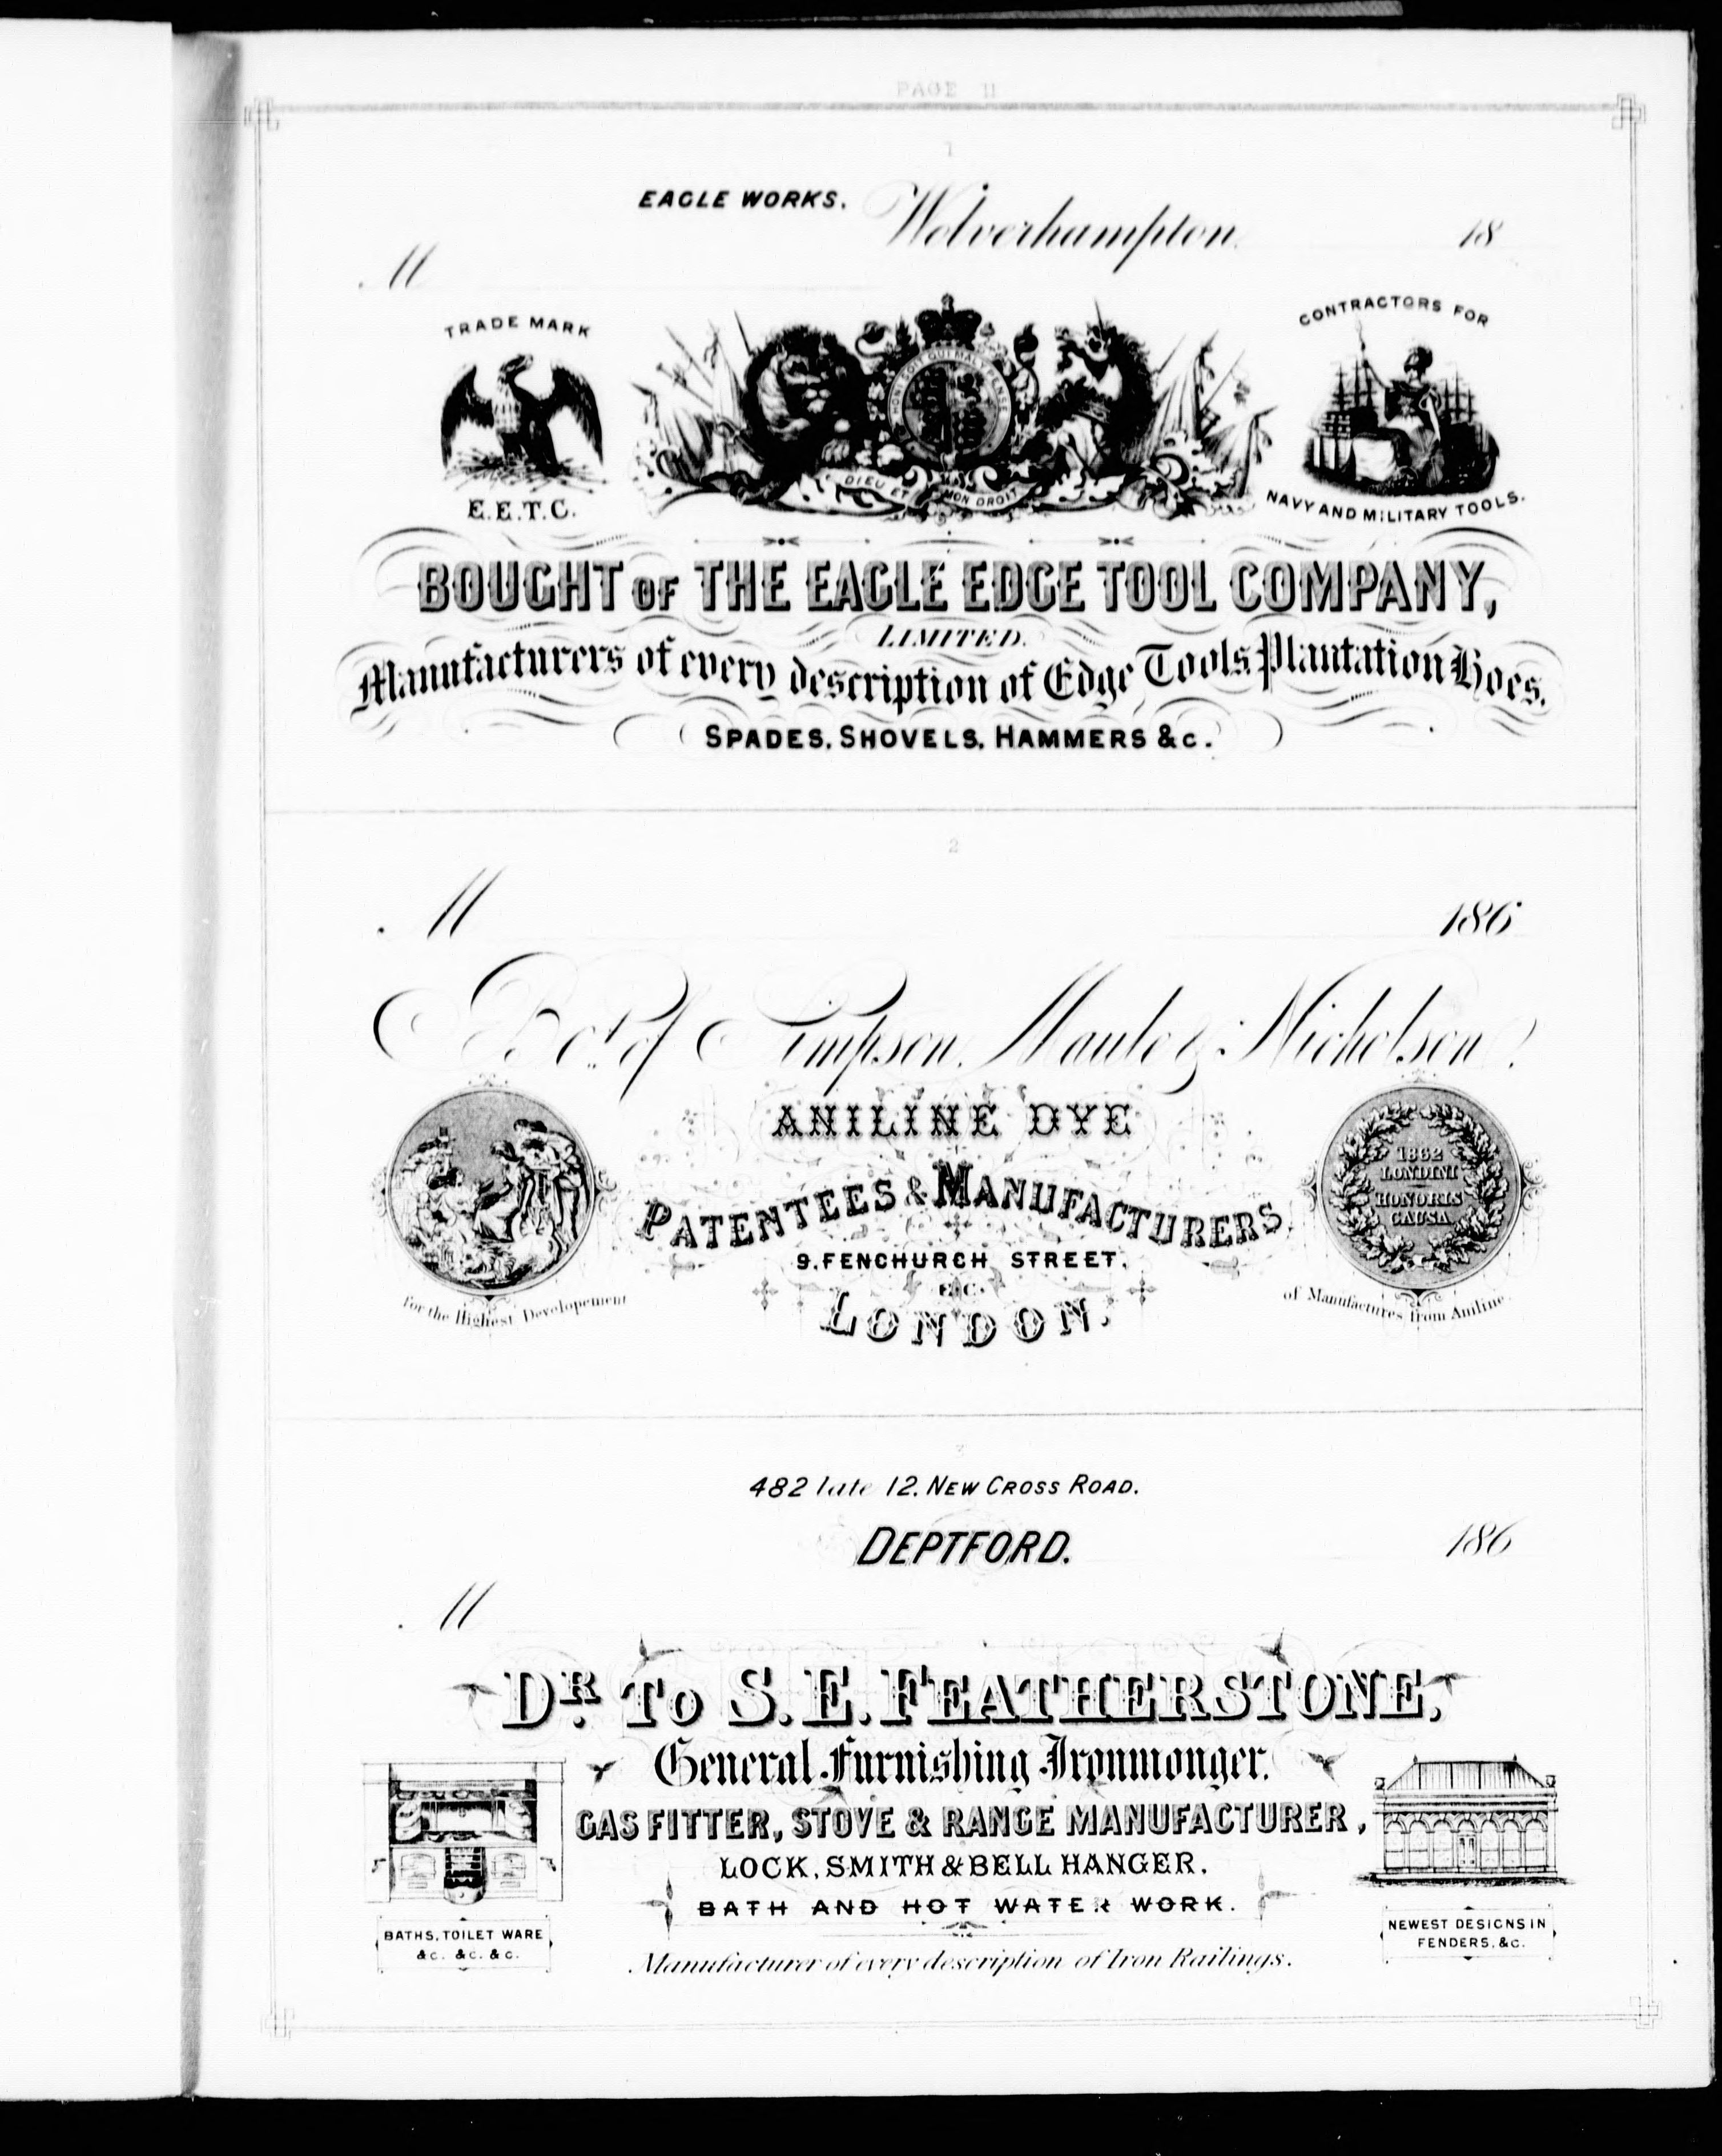 PAGE 11
1
EAGLE WORKS. Wolverhampton. 18
M
TRADE MARK
E.E.T.C.
HONI SOIT QUI MAL Y PENSE
DIEU ET MON DROIT
CONTRACTORS FOR
NAVY AND MILITARY TOOLS.
BOUGHT OF THE EAGLE EDGE TOOL COMPANY,
LIMITED.
Manufacturers of every description of Edge Tools, Plantation Hoes,
SPADES, SHOVELS, HAMMERS &c.
2
M 186
Bot. of Simpson, Maule & Nicholson,
ANILINE DYE
PATENTEES & MANUFACTURERS,
9. FENCHURCH STREET,
E.C.
LONDON.
For the Highest Developement
1862
LONDINI
HONORIS
CAUSA
of Manufactures from Aniline
3
482 late 12. NEW CROSS ROAD.
DEPTFORD. 186
M
DR. TO S. E. FEATHERSTONE,
General Furnishing Ironmonger.
GAS FITTER, STOVE & RANGE MANUFACTURER,
LOCK, SMITH & BELL HANGER.
BATH AND HOT WATER WORK.
Manufacturer of every description of Iron Railings.
BATHS, TOILET WARE
&C. &C. &C.
NEWEST DESIGNS IN
FENDERS, &C.